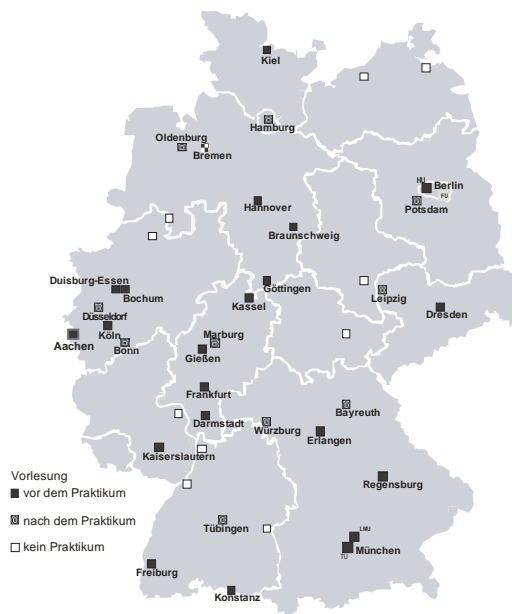 Kiel
Hamburg
Oldenburg
Bremen
HU
Berlin
FU
Potsdam
Hannover
Braunschweig
Duisburg-Essen
Bochum
Göttingen
Kassel
Leipzig
Dresden
Düsseldorf
Köln
Aachen
Bonn
Marburg
Gießen
Frankfurt
Darmstadt
Würzburg
Bayreuth
Erlangen
Kaiserslautern
Regensburg
Vorlesung
vor dem Praktikum
nach dem Praktikum
kein Praktikum
Tübingen
LMU
München
TU
Freiburg
Konstanz